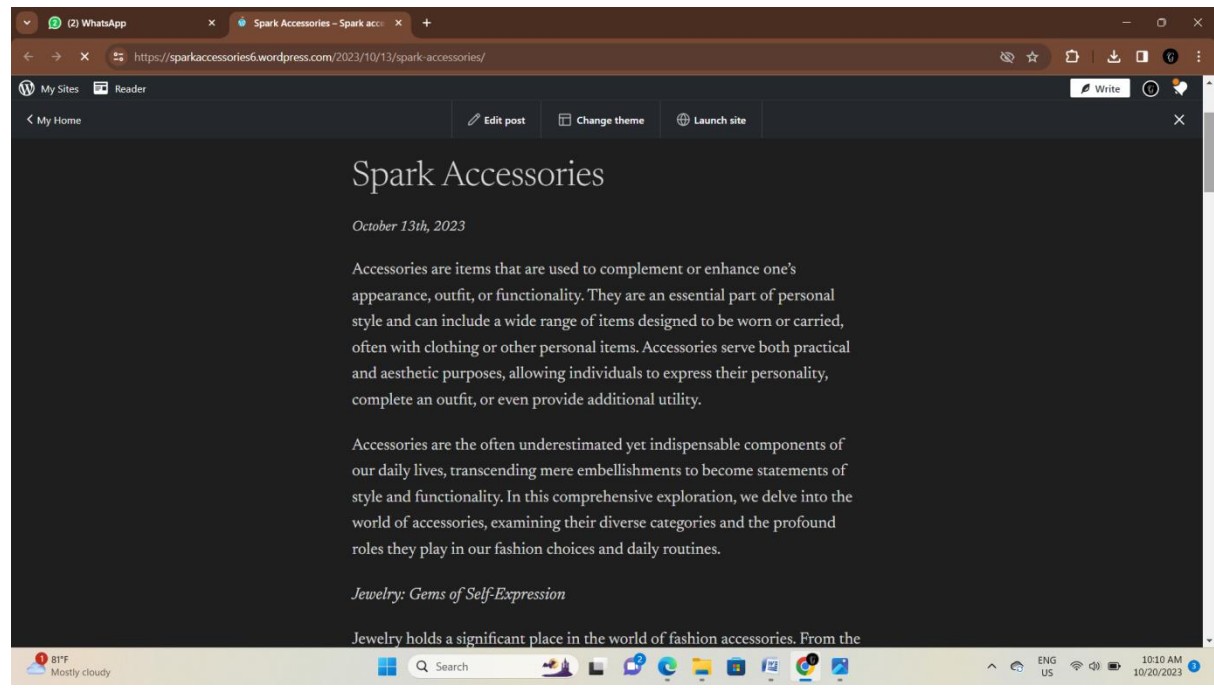 (2) WhatsApp
Spark Accessories – Spark acce
https://sparkaccessories6.wordpress.com/2023/10/13/spark-accessories/
My Sites
Reader
Write
My Home
Edit post
Change theme
Launch site
Spark Accessories
October 13th, 2023
Accessories are items that are used to complement or enhance one’s
appearance, outfit, or functionality. They are an essential part of personal
style and can include a wide range of items designed to be worn or carried,
often with clothing or other personal items. Accessories serve both practical
and aesthetic purposes, allowing individuals to express their personality,
complete an outfit, or even provide additional utility.
Accessories are the often underestimated yet indispensable components of
our daily lives, transcending mere embellishments to become statements of
style and functionality. In this comprehensive exploration, we delve into the
world of accessories, examining their diverse categories and the profound
roles they play in our fashion choices and daily routines.
Jewelry: Gems of Self-Expression
Jewelry holds a significant place in the world of fashion accessories. From the
1
81°F
Mostly cloudy
Search
2
ENG
US
10:10 AM
10/20/2023
3